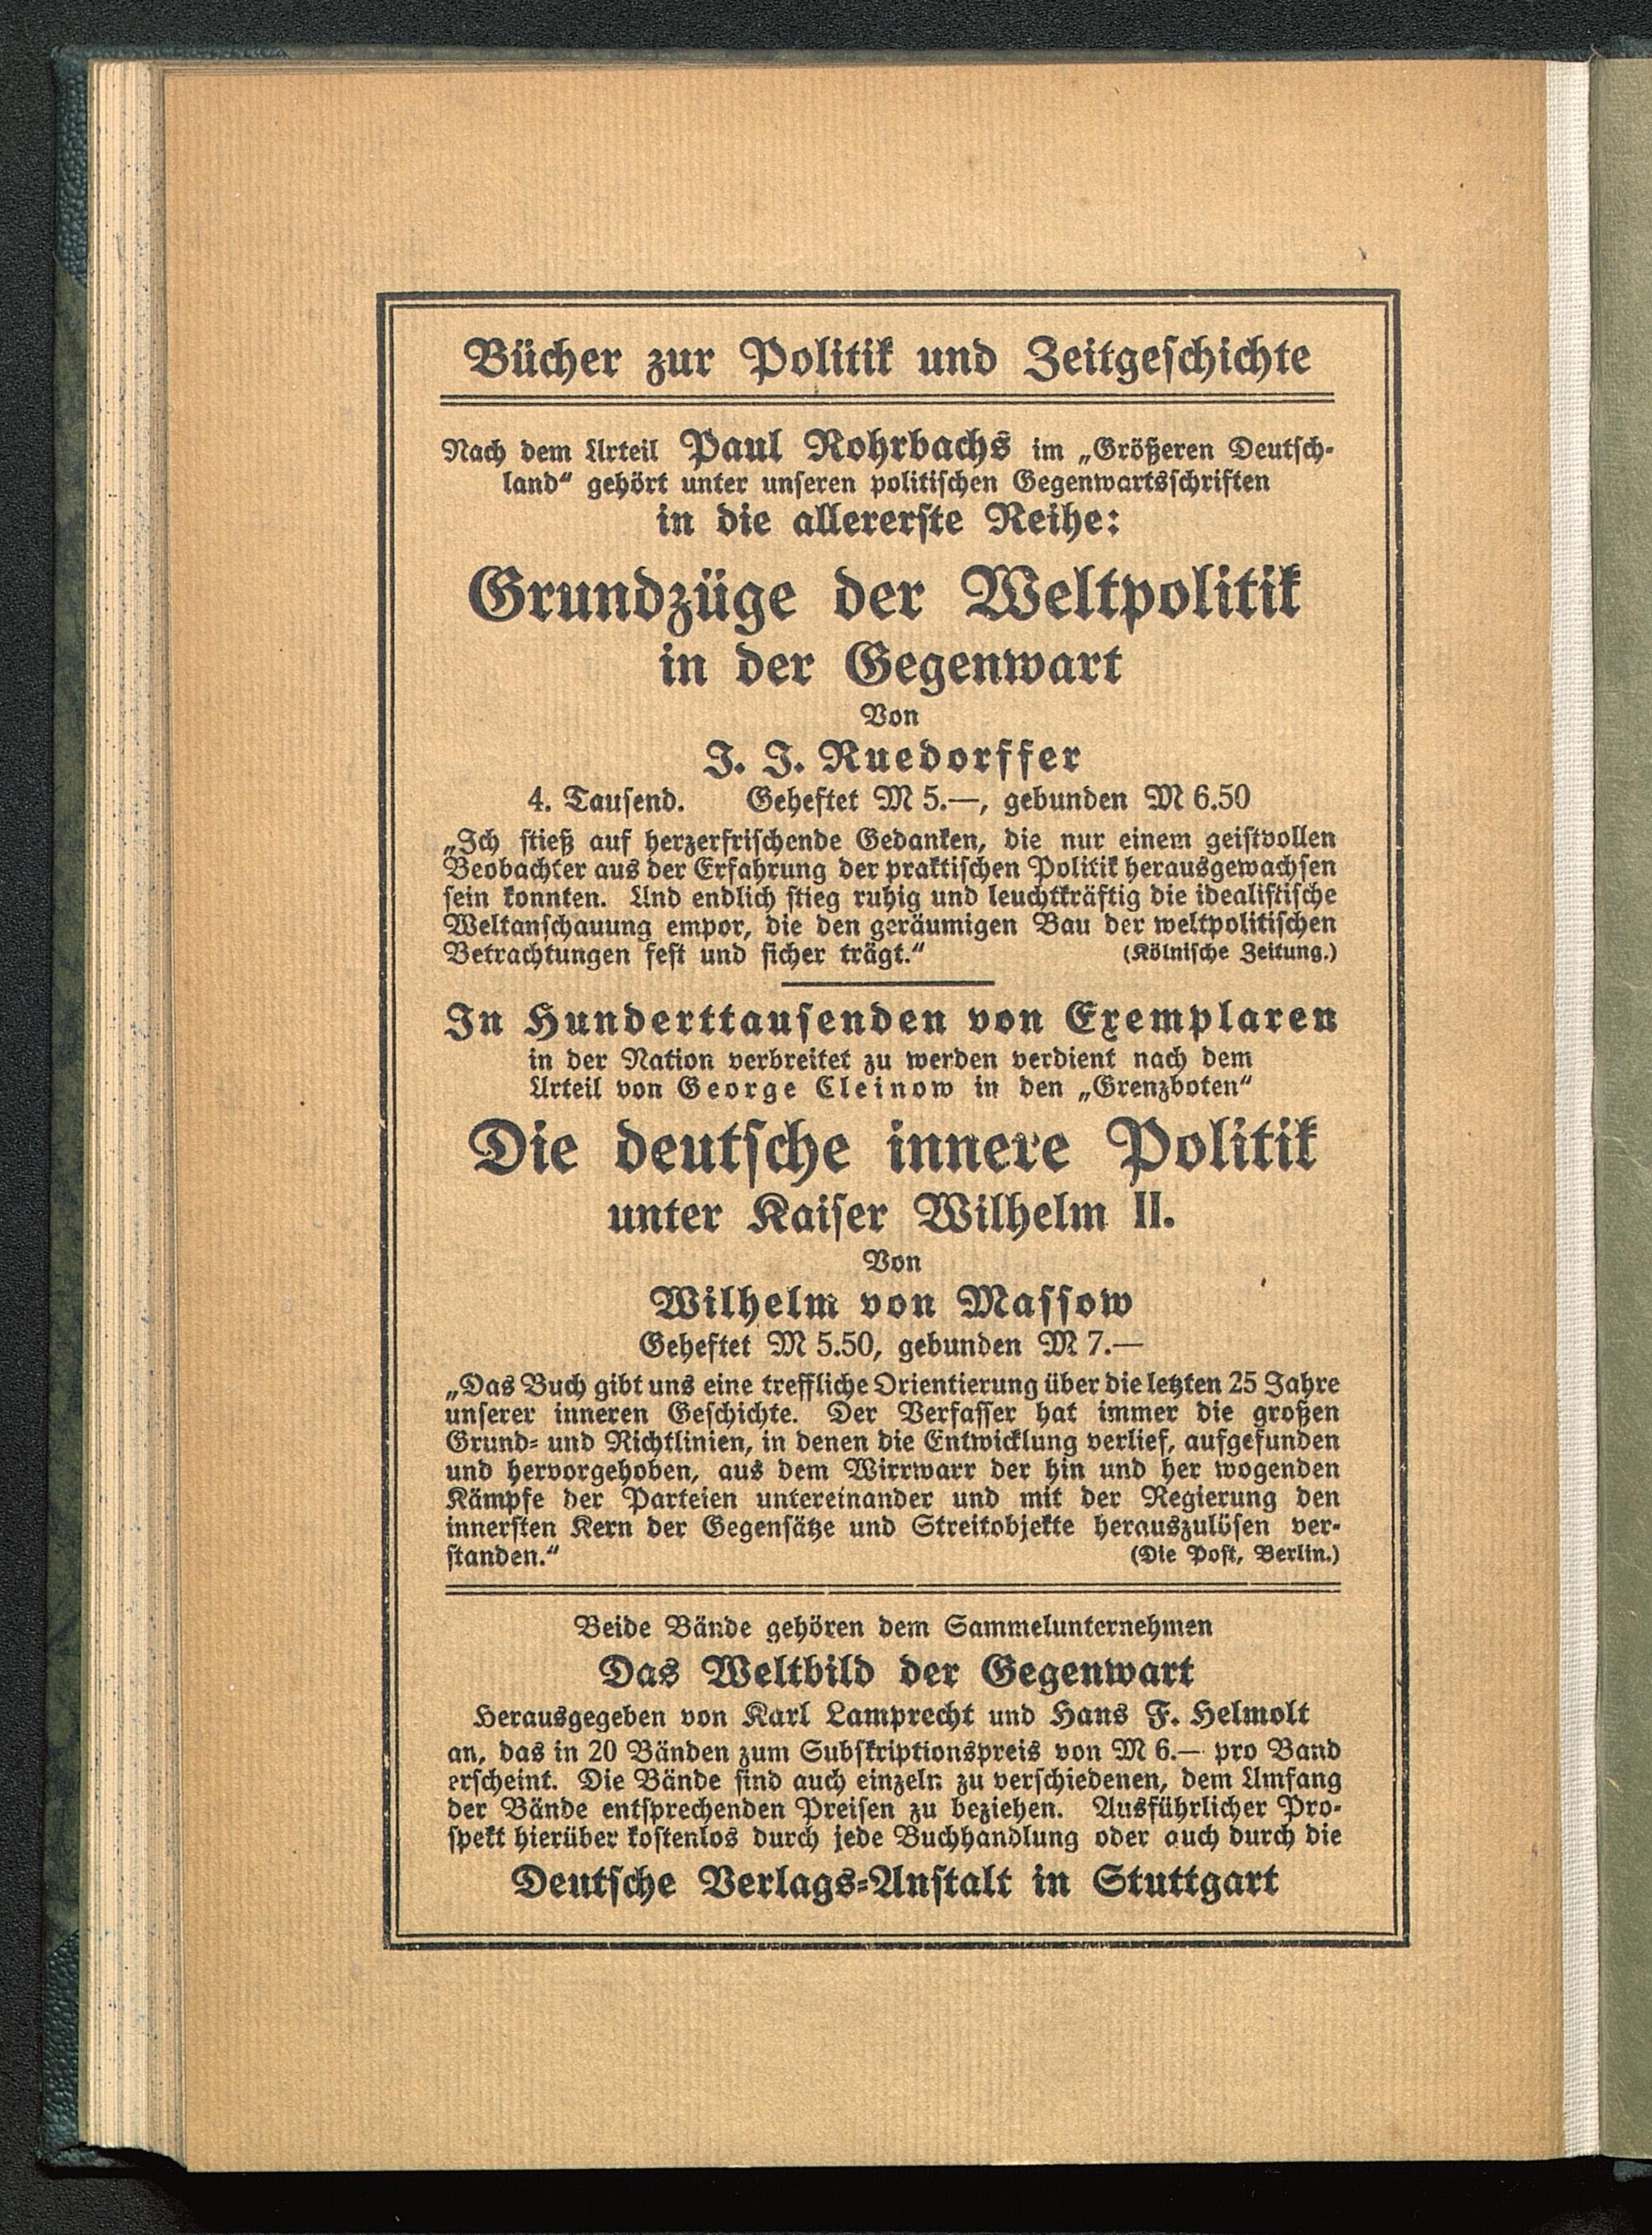 Bücher zur Politik und Zeitgeschichte
Nach dem Urteil Paul Rohrbachs im „Größeren Deutsch-
land“ gehört unter unseren politischen Gegenwartsschriften
in die allererste Reihe:
Grundzüge der Weltpolitik
in der Gegenwart
Von
J. J. Ruedorffer
4. Tausend. Geheftet M 5.—, gebunden M 6.50
„Ich stieß auf herzerfrischende Gedanken, die nur einem geistvollen
Beobachter aus der Erfahrung der praktischen Politik herausgewachsen
sein konnten. Und endlich stieg ruhig und leuchtkräftig die idealistische
Weltanschauung empor, die den geräumigen Bau der weltpolitischen
Betrachtungen fest und sicher trägt.“ (Kölnische Zeitung.)
In Hunderttausenden von Exemplaren
in der Nation verbreitet zu werden verdient nach dem
Urteil von George Cleinow in den „Grenzboten“
Die deutsche innere Politik
unter Kaiser Wilhelm II.
Von
Wilhelm von Massow
Geheftet M 5.50, gebunden M 7.—
„Das Buch gibt uns eine treffliche Orientierung über die letzten 25 Jahre
unserer inneren Geschichte. Der Verfasser hat immer die großen
Grund- und Richtlinien, in denen die Entwicklung verlief, aufgefunden
und hervorgehoben, aus dem Wirrwarr der hin und her wogenden
Kämpfe der Parteien untereinander und mit der Regierung den
innersten Kern der Gegensätze und Streitobjekte herauszulösen ver-
standen.“ (Die Post, Berlin.)
Beide Bände gehören dem Sammelunternehmen
Das Weltbild der Gegenwart
Herausgegeben von Karl Lamprecht und Hans F. Helmolt
an, das in 20 Bänden zum Subskriptionspreis von M 6.— pro Band
erscheint. Die Bände sind auch einzeln zu verschiedenen, dem Umfang
der Bände entsprechenden Preisen zu beziehen. Ausführlicher Pro-
spekt hierüber kostenlos durch jede Buchhandlung oder auch durch die
Deutsche Verlags-Anstalt in Stuttgart